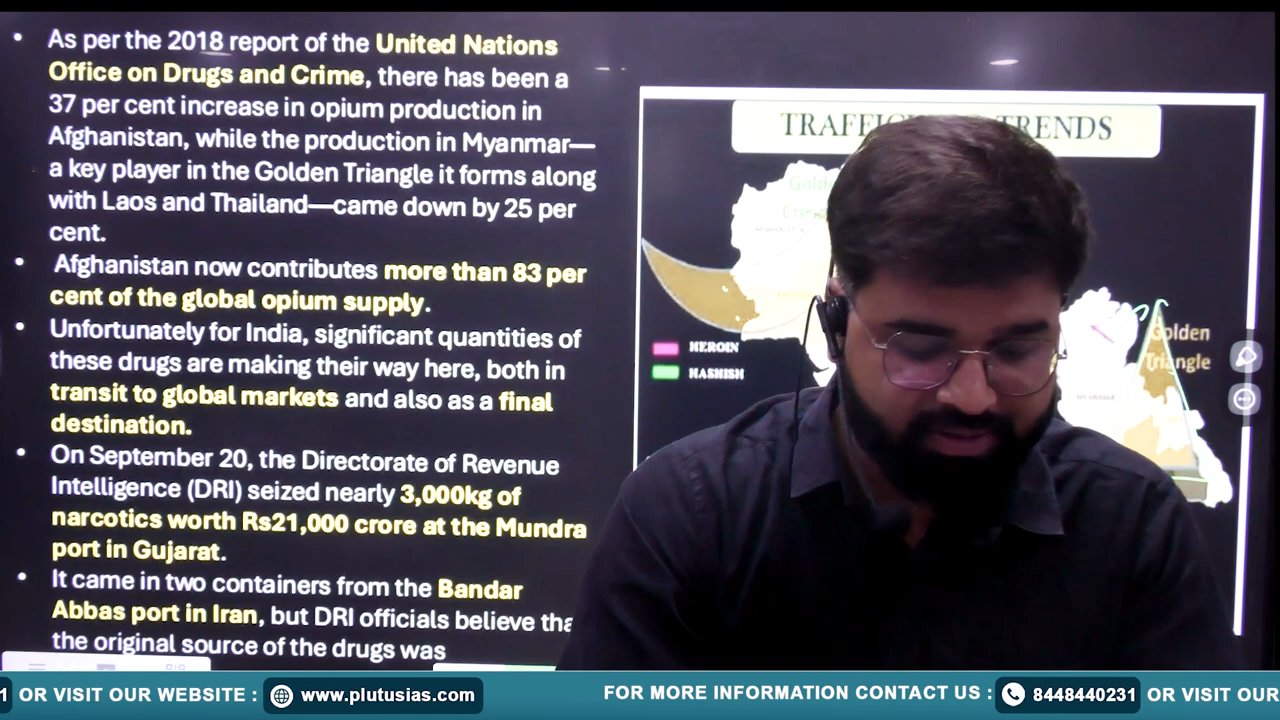 • As per the 2018 report of the United Nations
Office on Drugs and Crime, there has been a
37 per cent increase in opium production in
Afghanistan, while the production in Myanmar—
a key player in the Golden Triangle it forms along
with Laos and Thailand—came down by 25 per
cent.
• Afghanistan now contributes more than 83 per
cent of the global opium supply.
• Unfortunately for India, significant quantities of
these drugs are making their way here, both in
transit to global markets and also as a final
destination.
• On September 20, the Directorate of Revenue
Intelligence (DRI) seized nearly 3,000kg of
narcotics worth Rs21,000 crore at the Mundra
port in Gujarat.
• It came in two containers from the Bandar
Abbas port in Iran, but DRI officials believe tha
the original source of the drugs was
TRENDS
HEROIN
HASHISH
Golden
Triangle
MYANMAR
1 OR VISIT OUR WEBSITE : www.plutusias.com FOR MORE INFORMATION CONTACT US : 8448440231 OR VISIT OUR